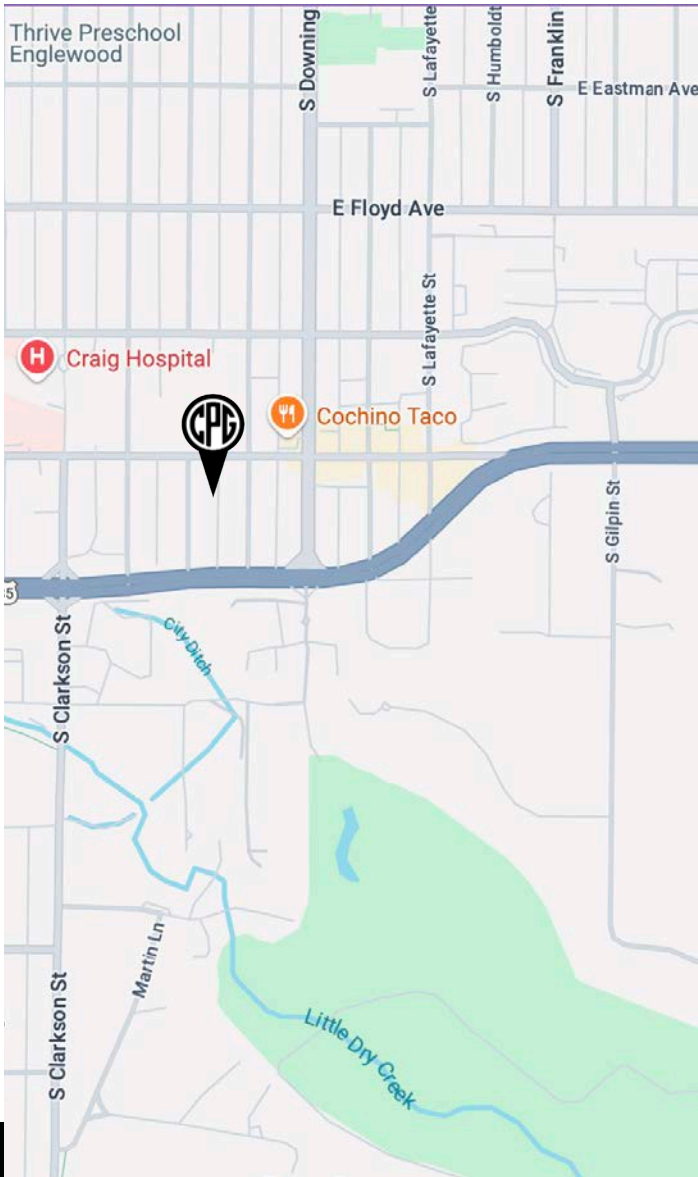 Thrive Preschool
Englewood
S Downing
S Lafayette
S Humboldt
S Franklin
E Eastman Ave
E Floyd Ave
S Lafayette St
H
Craig Hospital
CPG
Cochino Taco
S Gilpin St
S Clarkson St
City Ditch
Martin Ln
S Clarkson St
Little Dry Creek